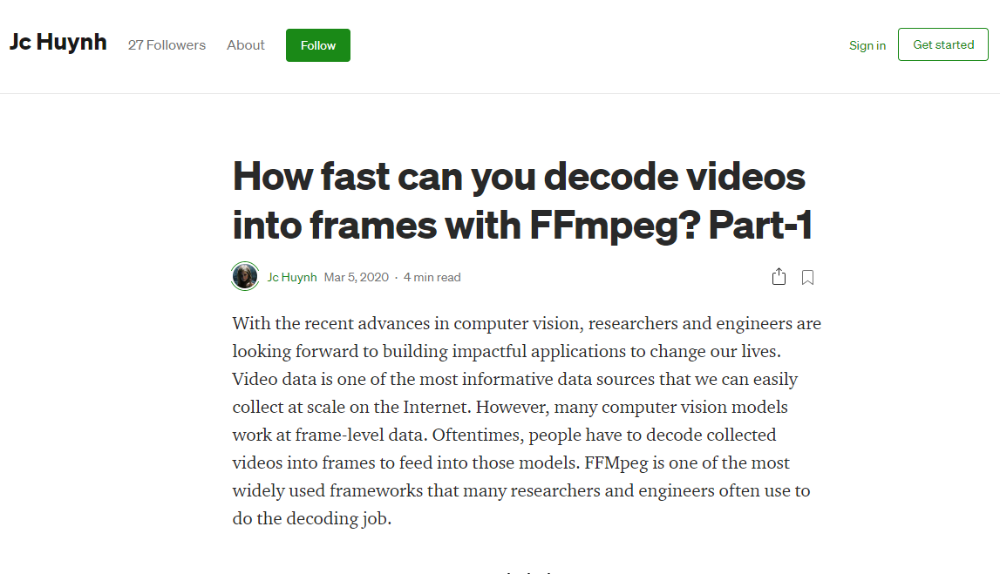 Jc Huynh 27 Followers About Follow Sign in Get started
How fast can you decode videos
into frames with FFmpeg? Part-1
Jc Huynh Mar 5, 2020 · 4 min read
With the recent advances in computer vision, researchers and engineers are
looking forward to building impactful applications to change our lives.
Video data is one of the most informative data sources that we can easily
collect at scale on the Internet. However, many computer vision models
work at frame-level data. Oftentimes, people have to decode collected
videos into frames to feed into those models. FFMpeg is one of the most
widely used frameworks that many researchers and engineers often use to
do the decoding job.